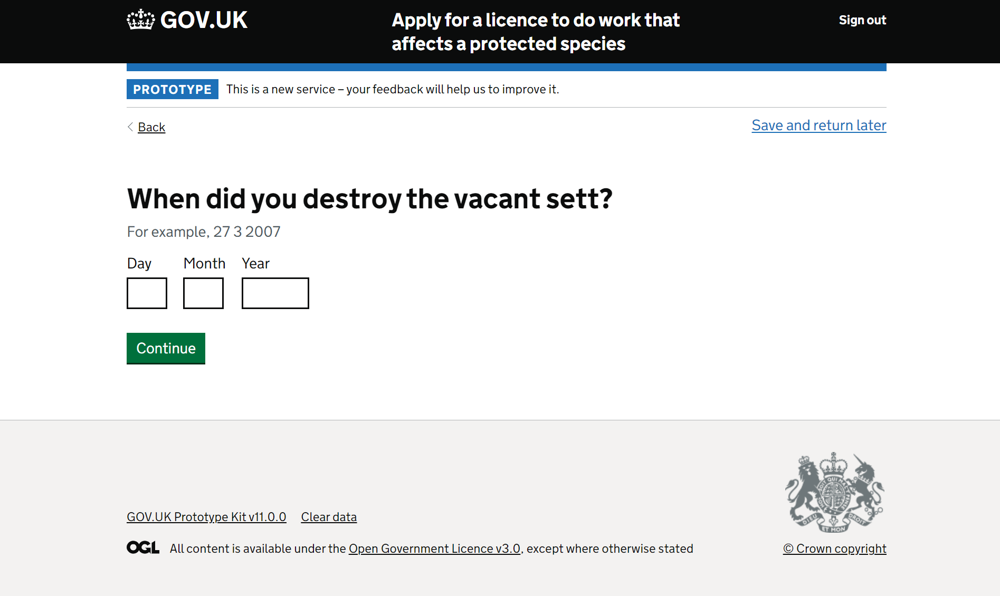 GOV.UK
Apply for a licence to do work that
affects a protected species
Sign out
PROTOTYPE This is a new service – your feedback will help us to improve it.
Back
Save and return later
When did you destroy the vacant sett?
For example, 27 3 2007
Day Month Year
Continue
GOV.UK Prototype Kit v11.0.0 Clear data
OGL All content is available under the Open Government Licence v3.0, except where otherwise stated
DIEU ET MON DROIT
© Crown copyright